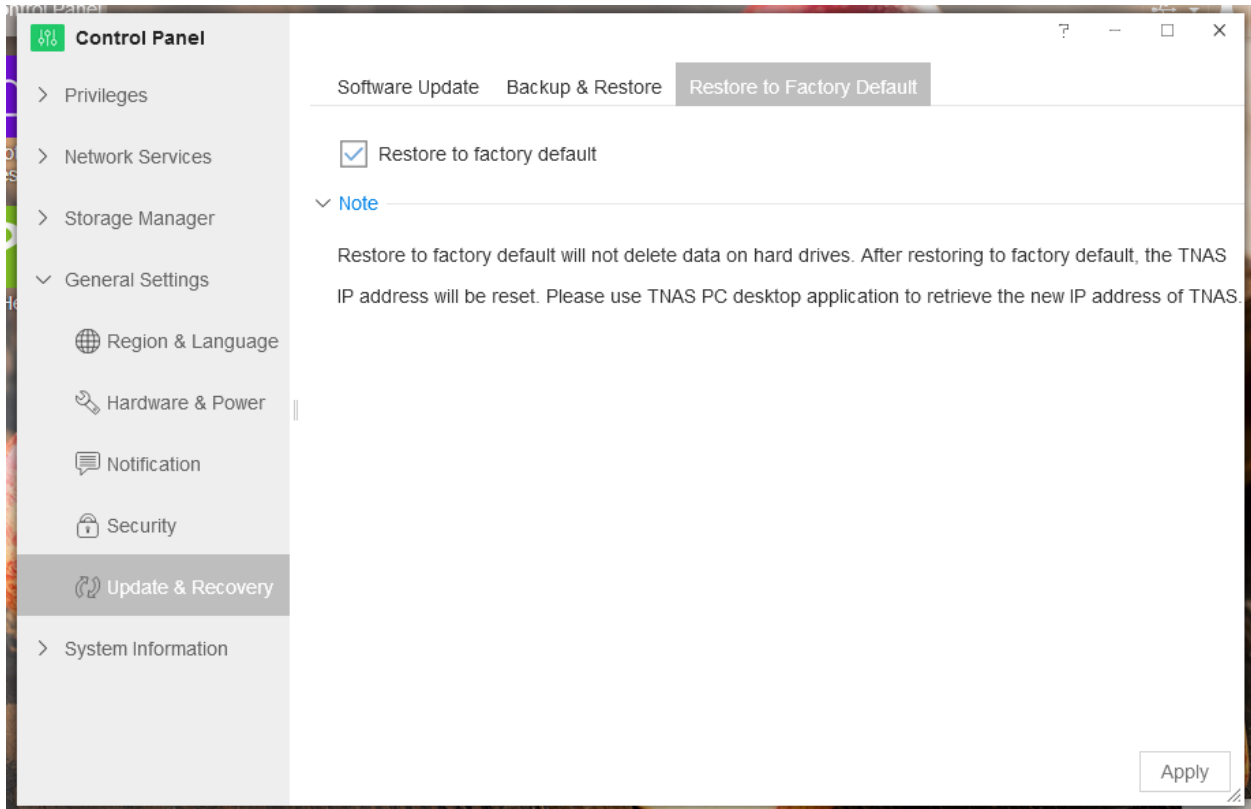 Control Panel
Control Panel
Privileges
Network Services
Storage Manager
General Settings
Region & Language
Hardware & Power
Notification
Security
Update & Recovery
System Information
Software Update Backup & Restore Restore to Factory Default
Restore to factory default
Note
Restore to factory default will not delete data on hard drives. After restoring to factory default, the TNAS
IP address will be reset. Please use TNAS PC desktop application to retrieve the new IP address of TNAS.
Apply